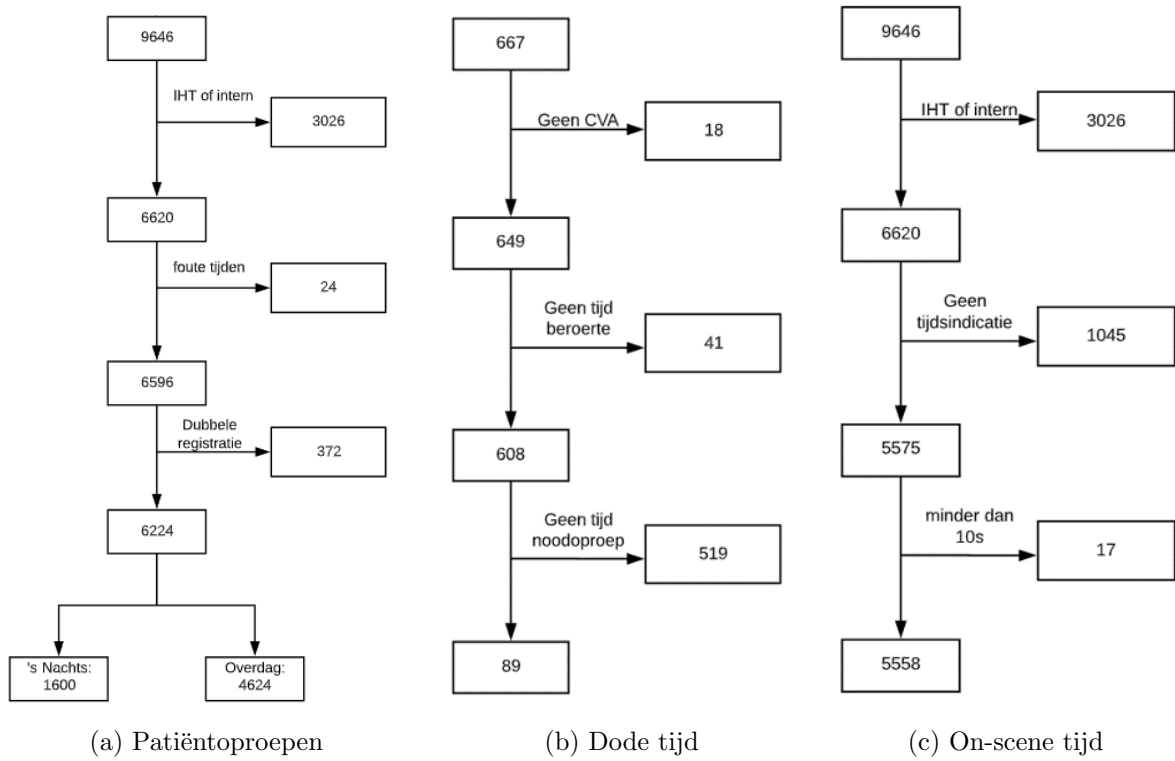 9646
IHT of intern
3026
6620
foute tijden
24
6596
Dubbele
registratie
372
6224
's Nachts:
1600
Overdag:
4624
(a) Patiëntoproepen
667
Geen CVA
18
649
Geen tijd
beroerte
41
608
Geen tijd
noodoproep
519
89
(b) Dode tijd
9646
IHT of intern
3026
6620
Geen
tijdsindicatie
1045
5575
minder dan
10s
17
5558
(c) On-scene tijd